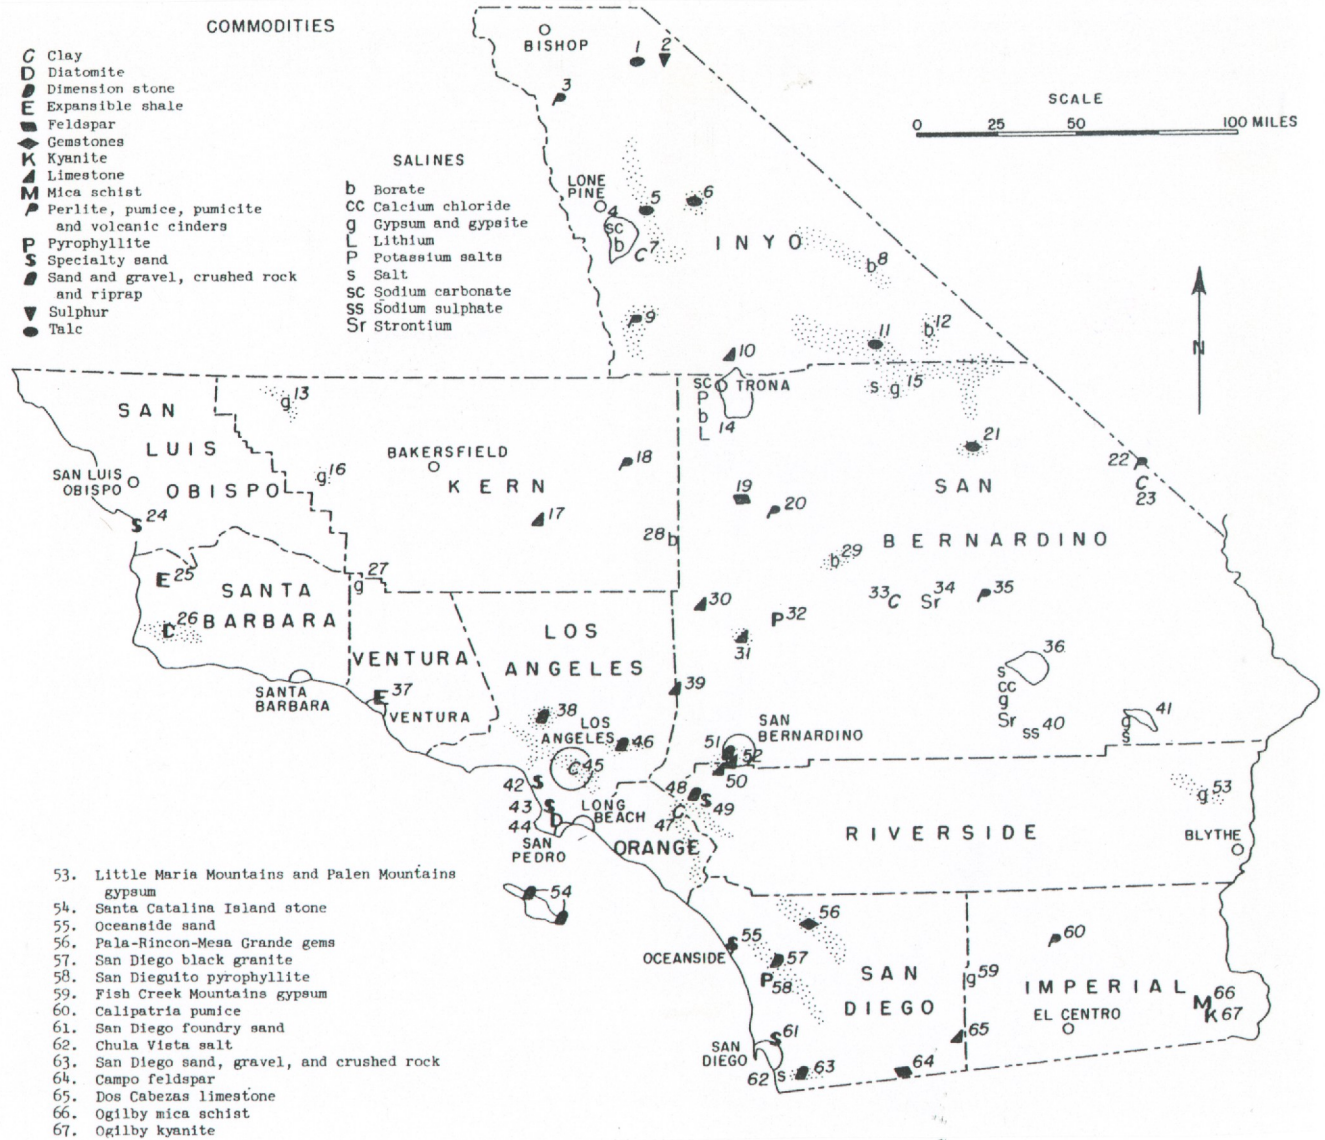 COMMODITIES
C Clay
D Diatomite
Dimension stone
E Expansible shale
Feldspar
Gemstones
K Kyanite
Limestone
M Mica schist
Perlite, pumice, pumicite
and volcanic cinders
P Pyrophyllite
S Specialty sand
Sand and gravel, crushed rock
and riprap
Sulphur
Talc
SALINES
b Borate
CC Calcium chloride
g Gypsum and gypsite
L Lithium
P Potassium salts
S Salt
SC Sodium carbonate
SS Sodium sulphate
Sr Strontium
SCALE
0 25 50 100 MILES
N
BISHOP
1
2
3
LONE
PINE
4
sc
b
5
6
C7
INYO
b8
9
10
11
b12
SC TRONA
P
b
L 14
s g15
SAN
LUIS
OBISPO
SAN LUIS
OBISPO
g13
g16
BAKERSFIELD
KERN
17
18
19
20
21
22
C
23
SAN
BERNARDINO
S24
E25
D26
SANTA
BARBARA
27
g
28b
b29
30
31
P32
33C
Sr34
35
36
s
cc
g
Sr
ss40
41
g
s
VENTURA
LOS
ANGELES
SANTA
BARBARA
E37
VENTURA
38
39
LOS
ANGELES
C45
46
SAN
BERNARDINO
51
52
50
42 S
43 S
44 D
LONG
BEACH
SAN
PEDRO
48
S49
47 C
ORANGE
RIVERSIDE
g53
BLYTHE
54
OCEANSIDE
S55
56
57
P58
SAN
DIEGO
g59
60
IMPERIAL
EL CENTRO
M66
K67
SAN
DIEGO
S61
62 s
63
64
65
53. Little Maria Mountains and Palen Mountains
gypsum
54. Santa Catalina Island stone
55. Oceanside sand
56. Pala-Rincon-Mesa Grande gems
57. San Diego black granite
58. San Dieguito pyrophyllite
59. Fish Creek Mountains gypsum
60. Calipatria pumice
61. San Diego foundry sand
62. Chula Vista salt
63. San Diego sand, gravel, and crushed rock
64. Campo feldspar
65. Dos Cabezas limestone
66. Ogilby mica schist
67. Ogilby kyanite